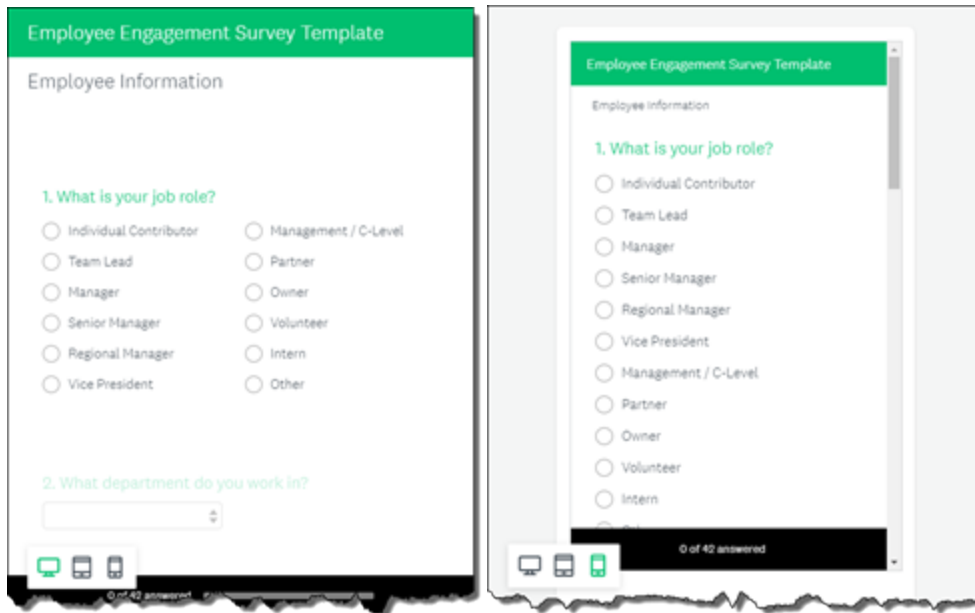 Employee Engagement Survey Template
Employee Information
1. What is your job role?
Individual Contributor
Team Lead
Manager
Senior Manager
Regional Manager
Vice President
Management / C-Level
Partner
Owner
Volunteer
Intern
Other
2. What department do you work in?
0 of 42 answered
Employee Engagement Survey Template
Employee Information
1. What is your job role?
Individual Contributor
Team Lead
Manager
Senior Manager
Regional Manager
Vice President
Management / C-Level
Partner
Owner
Volunteer
Intern
0 of 42 answered